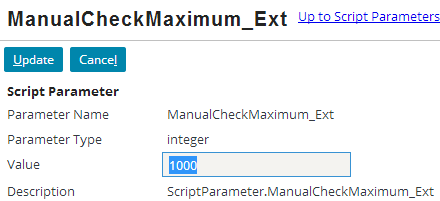 ManualCheckMaximum_Ext Up to Script Parameters
Update Cancel
Script Parameter
Parameter Name ManualCheckMaximum_Ext
Parameter Type integer
Value 1000
Description ScriptParameter.ManualCheckMaximum_Ext